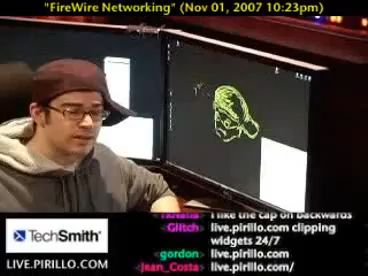 "FireWire Networking" (Nov 01, 2007 10:23pm)
I like the cap on backwards
Glitch> live.pirillo.com clipping
widgets 24/7
gordon> live.pirillo.com
Jean_Costa> live.pirillo.com/
TechSmith
LIVE.PIRILLO.COM